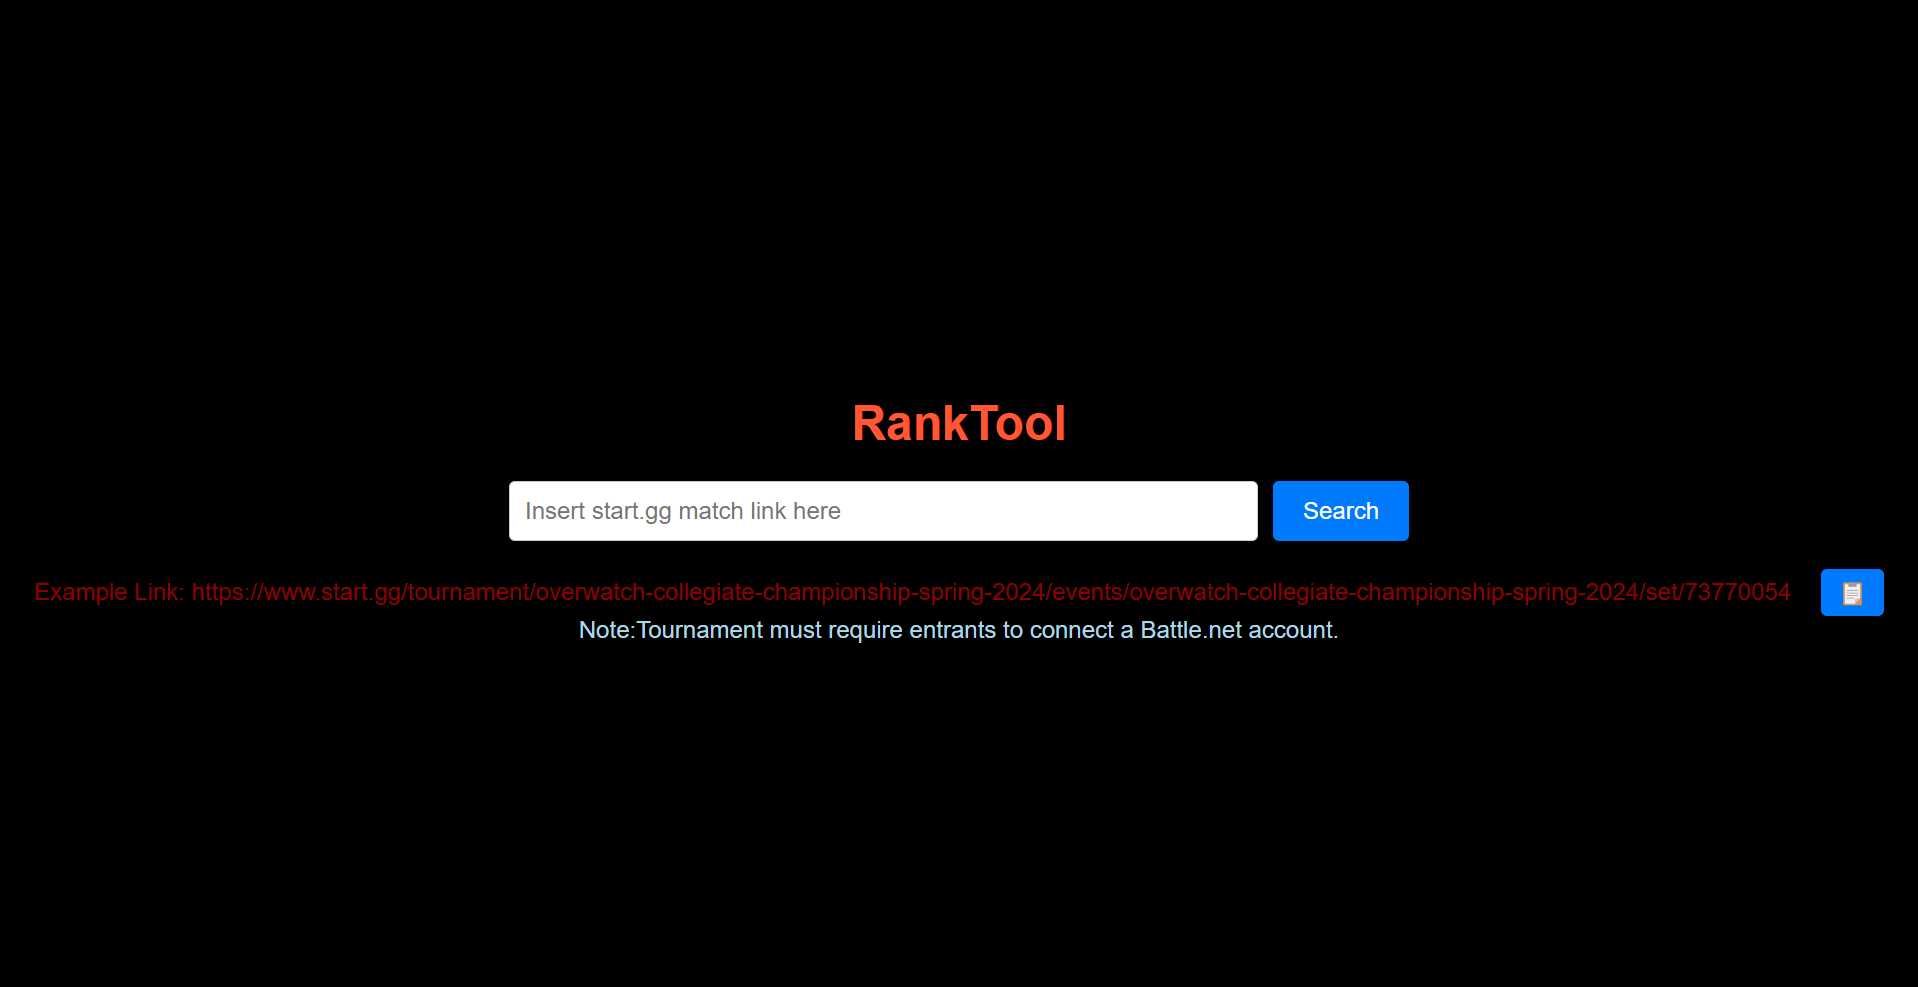 RankTool
Insert start.gg match link here
Search
Example Link: https://www.start.gg/tournament/overwatch-collegiate-championship-spring-2024/events/overwatch-collegiate-championship-spring-2024/set/73770054
Note:Tournament must require entrants to connect a Battle.net account.